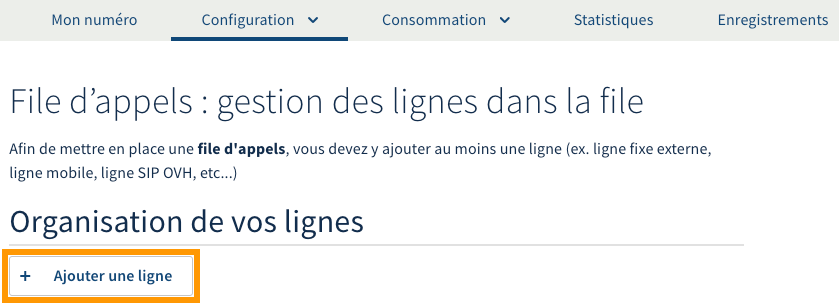 Mon numéro Configuration Consommation Statistiques Enregistrements
File d’appels : gestion des lignes dans la file
Afin de mettre en place une file d'appels, vous devez y ajouter au moins une ligne (ex. ligne fixe externe,
ligne mobile, ligne SIP OVH, etc...)
Organisation de vos lignes
+ Ajouter une ligne